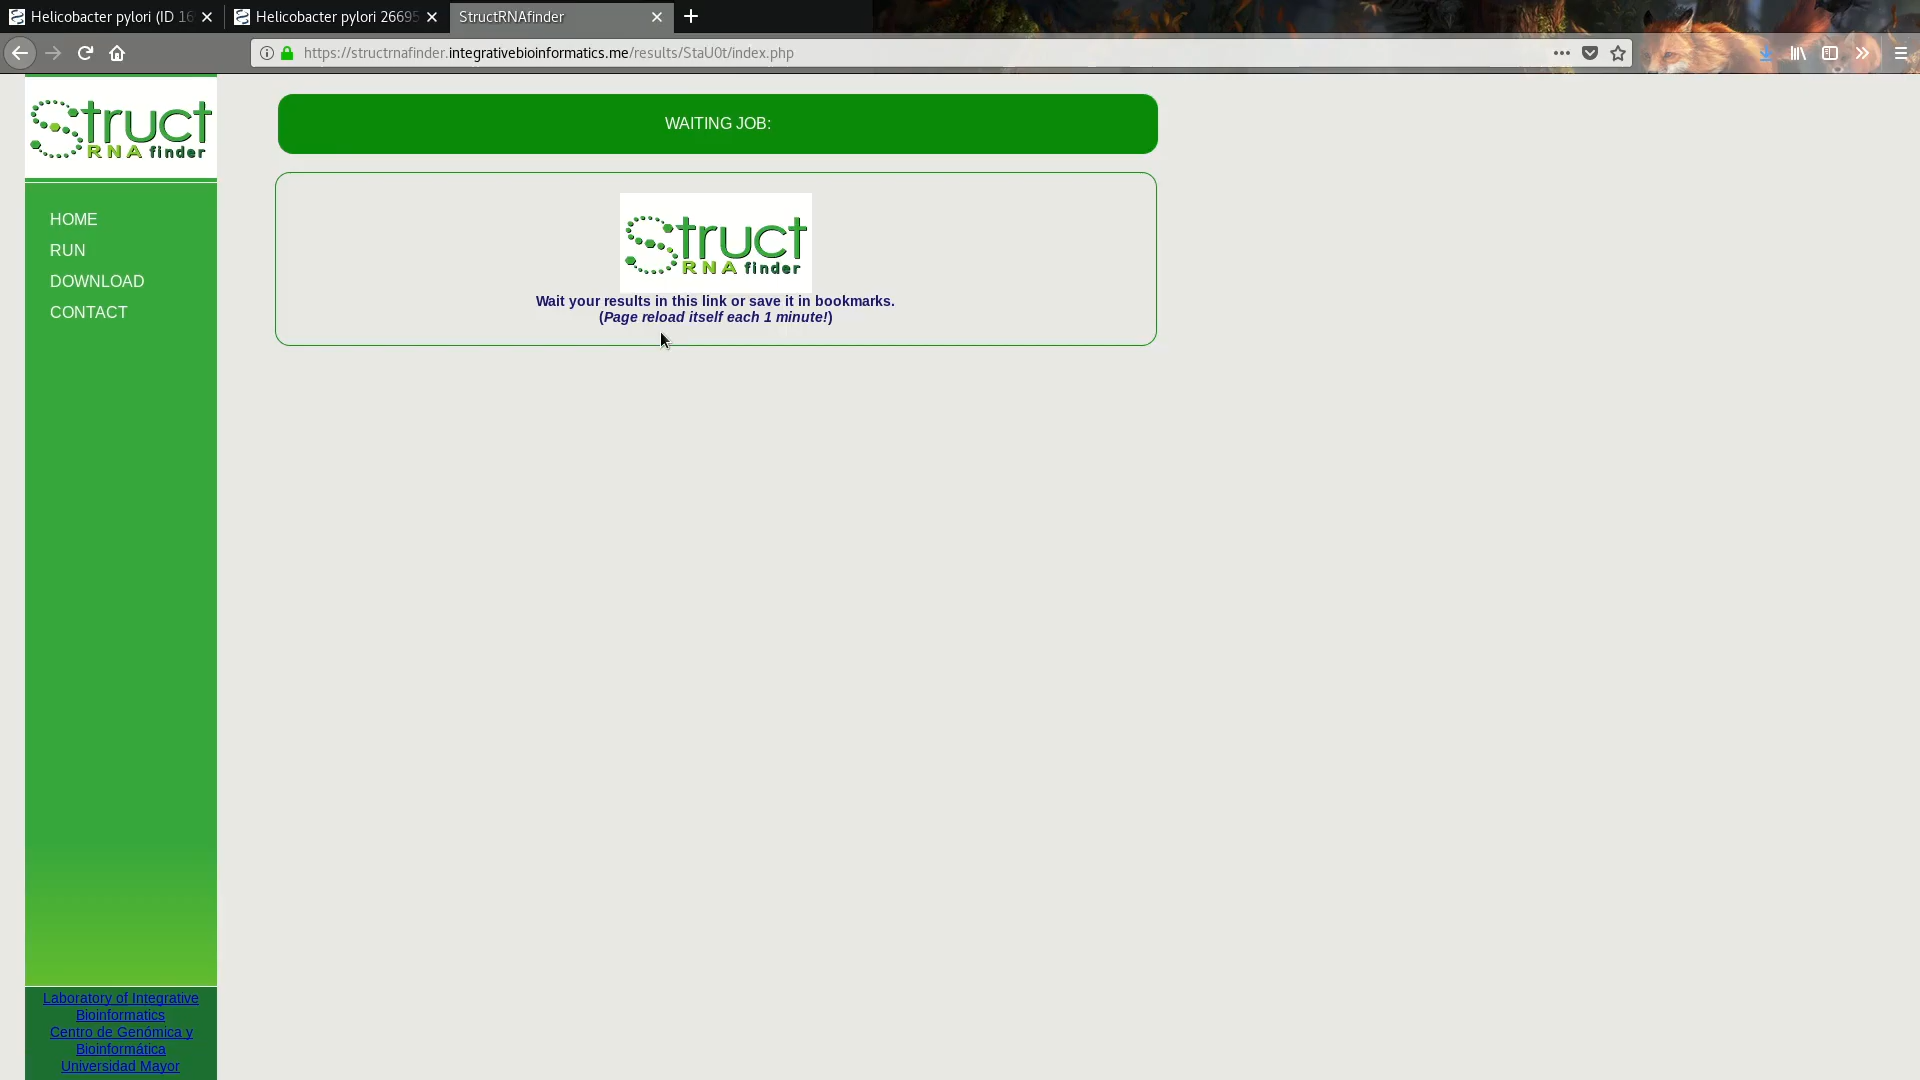 Helicobacter pylori (ID 16
Helicobacter pylori 26695
StructRNAfinder
https://structrnafinder.integrativebioinformatics.me/results/StaU0t/index.php
Struct
RNA finder
HOME
RUN
DOWNLOAD
CONTACT
WAITING JOB:
Struct
RNA finder
Wait your results in this link or save it in bookmarks.
(Page reload itself each 1 minute!)
Laboratory of Integrative
Bioinformatics
Centro de Genómica y
Bioinformática
Universidad Mayor